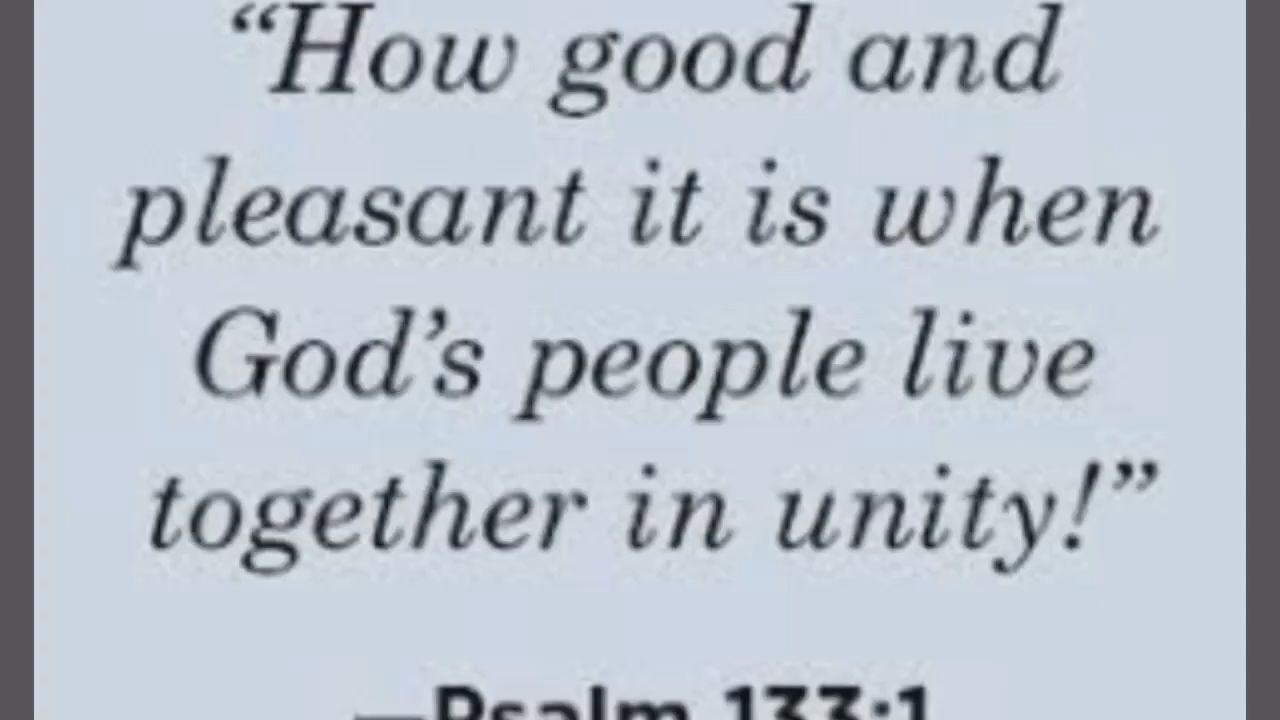 “How good and
pleasant it is when
God’s people live
together in unity!”
—Psalm 133:1